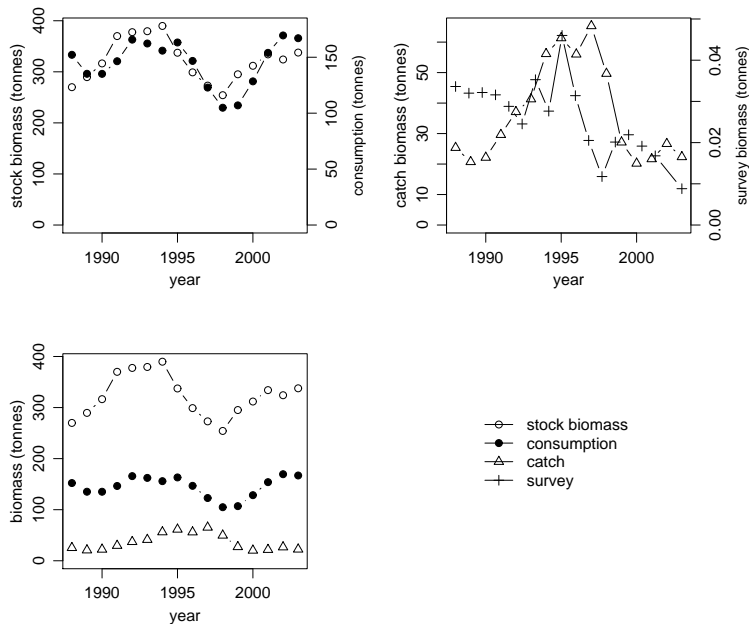 stock biomass (tonnes)
0 100 200 300 400
consumption (tonnes)
0 50 100 150
1990 1995 2000
year
catch biomass (tonnes)
0 10 30 50
survey biomass (tonnes)
0.00 0.02 0.04
1990 1995 2000
year
biomass (tonnes)
0 100 200 300 400
1990 1995 2000
year
stock biomass
consumption
catch
survey